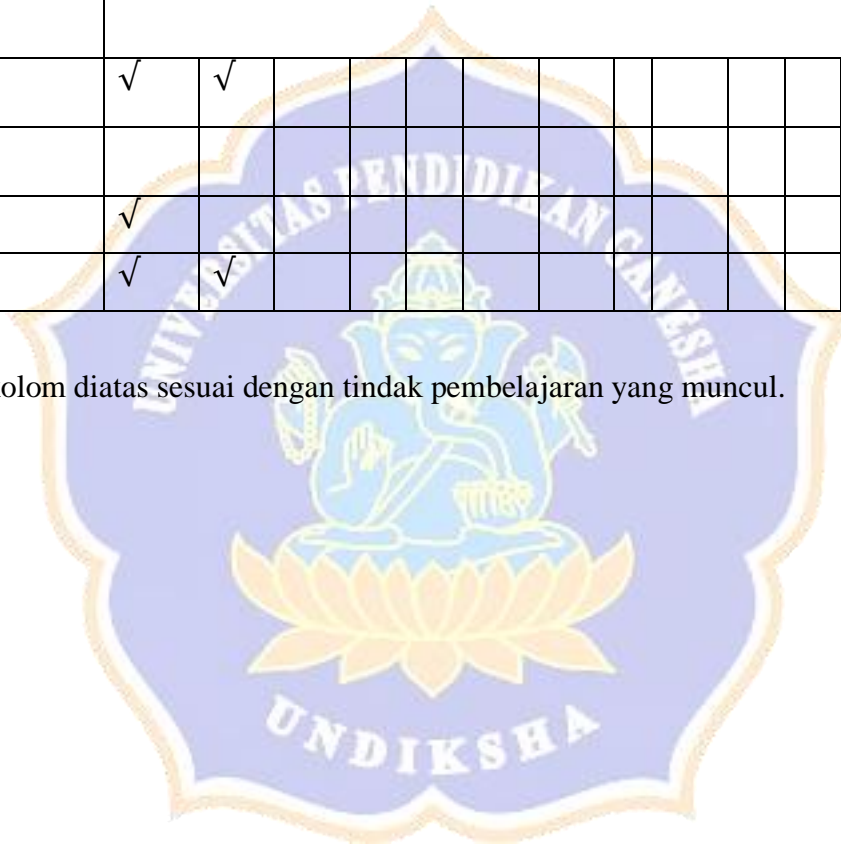 √ √
√
√ √
olom diatas sesuai dengan tindak pembelajaran yang muncul.
UNIVERSITAS PENDIDIKAN GANESHA
UNDIKSHA